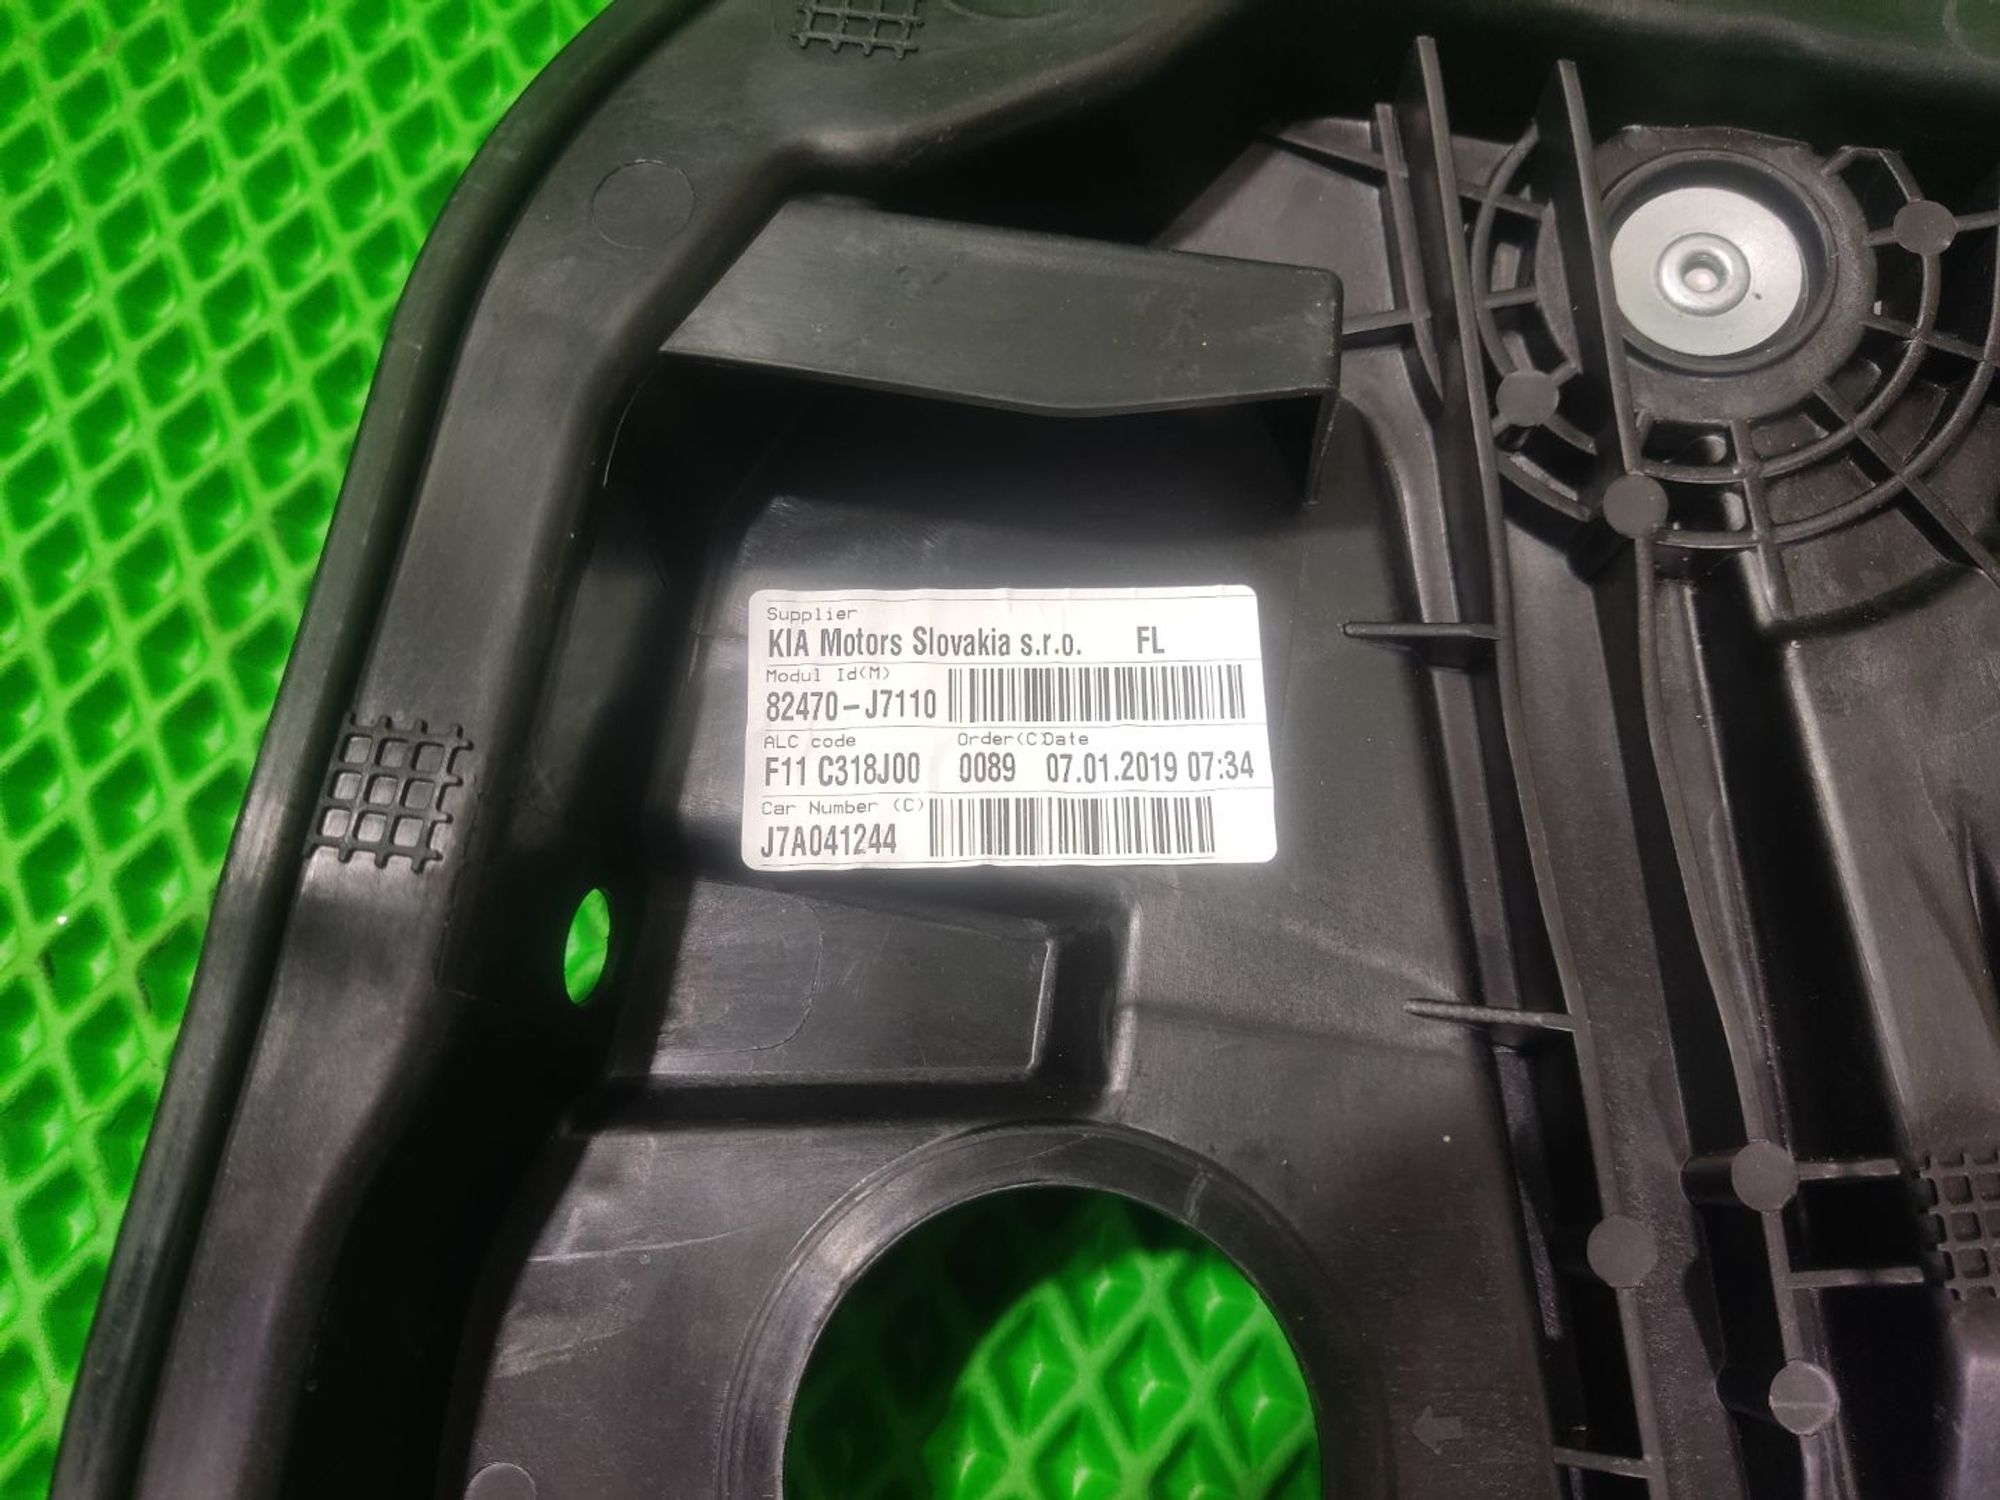 Supplier
KIA Motors Slovakia s.r.o. FL
Modul Id(M)
82470-J7110
ALC code Order(C)Date
F11 C318J00 0089 07.01.2019 07:34
Car Number (C)
J7A041244